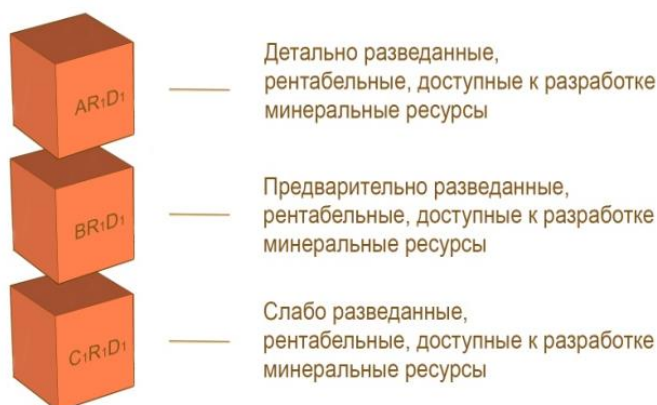 AR₁D₁
Детально разведанные,
рентабельные, доступные к разработке
минеральные ресурсы
BR₁D₁
Предварительно разведанные,
рентабельные, доступные к разработке
минеральные ресурсы
C₁R₁D₁
Слабо разведанные,
рентабельные, доступные к разработке
минеральные ресурсы